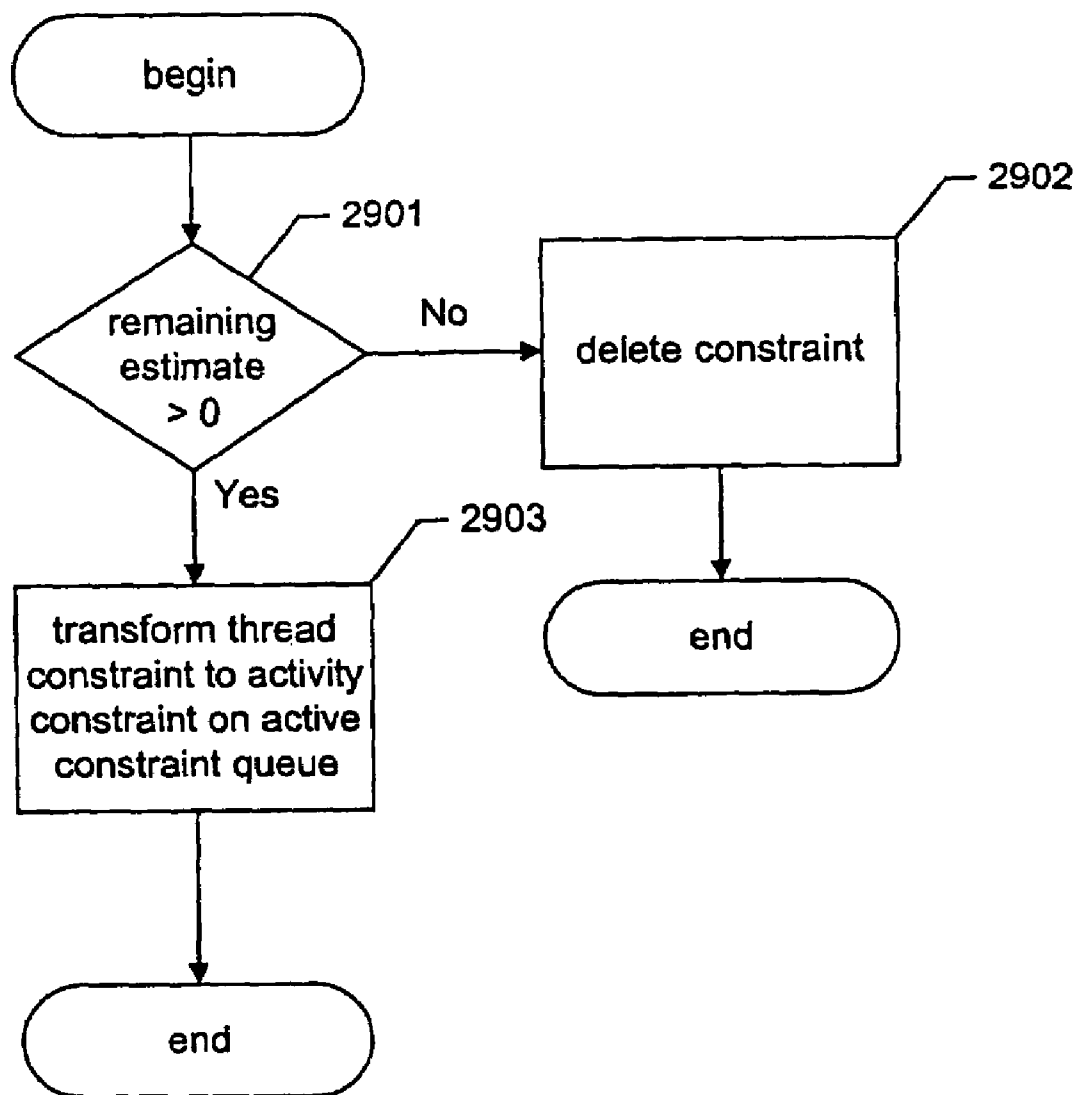 begin
2901
remaining
estimate
> 0
No
2902
delete constraint
end
Yes
2903
transform thread
constraint to activity
constraint on active
constraint queue
end